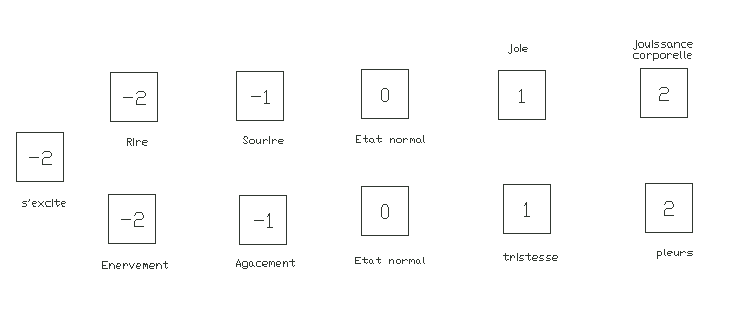 Joie
Jouissance
corporelle
-2
-1
0
1
2
Rire
Sourire
Etat normal
-2
s'excite
-2
-1
0
1
2
Enervement
Agacement
Etat normal
tristesse
pleurs